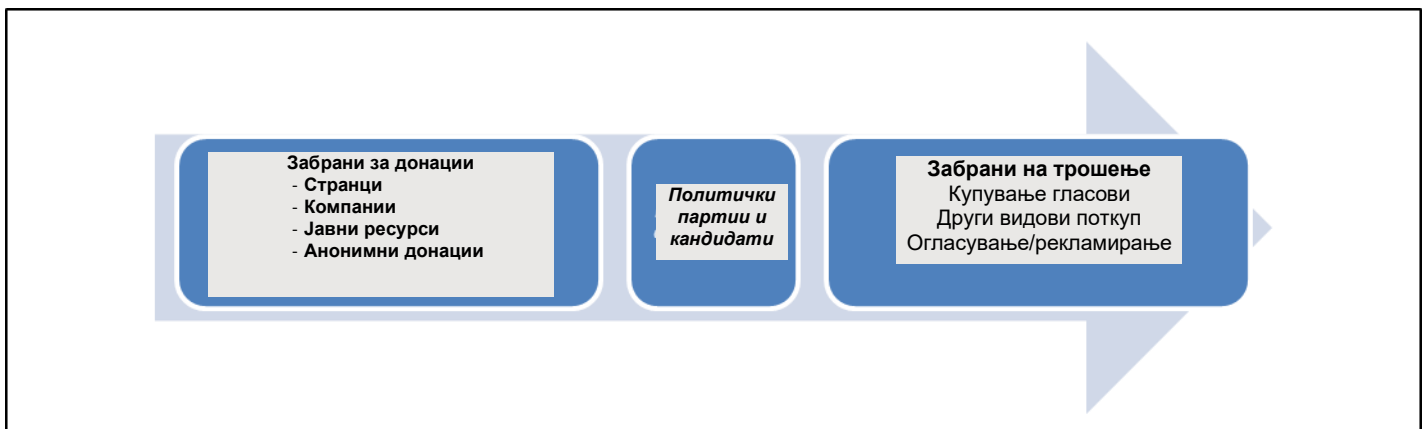 Забрани за донации
- Странци
- Компании
- Јавни ресурси
- Анонимни донации
Политички
партии и
кандидати
Забрани на трошење
Купување гласови
Други видови поткуп
Огласување/рекламирање